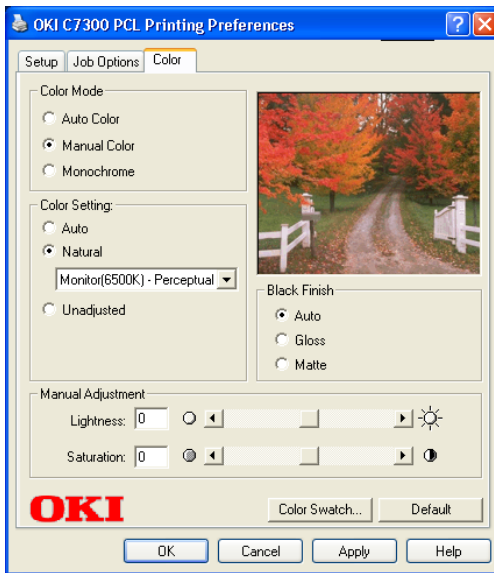 OKI C7300 PCL Printing Preferences
Setup Job Options Color
Color Mode
Auto Color
Manual Color
Monochrome
Color Setting:
Auto
Natural
Monitor(6500K) - Perceptual
Unadjusted
Black Finish
Auto
Gloss
Matte
Manual Adjustment
Lightness: 0
Saturation: 0
OKI
Color Swatch... Default
OK Cancel Apply Help